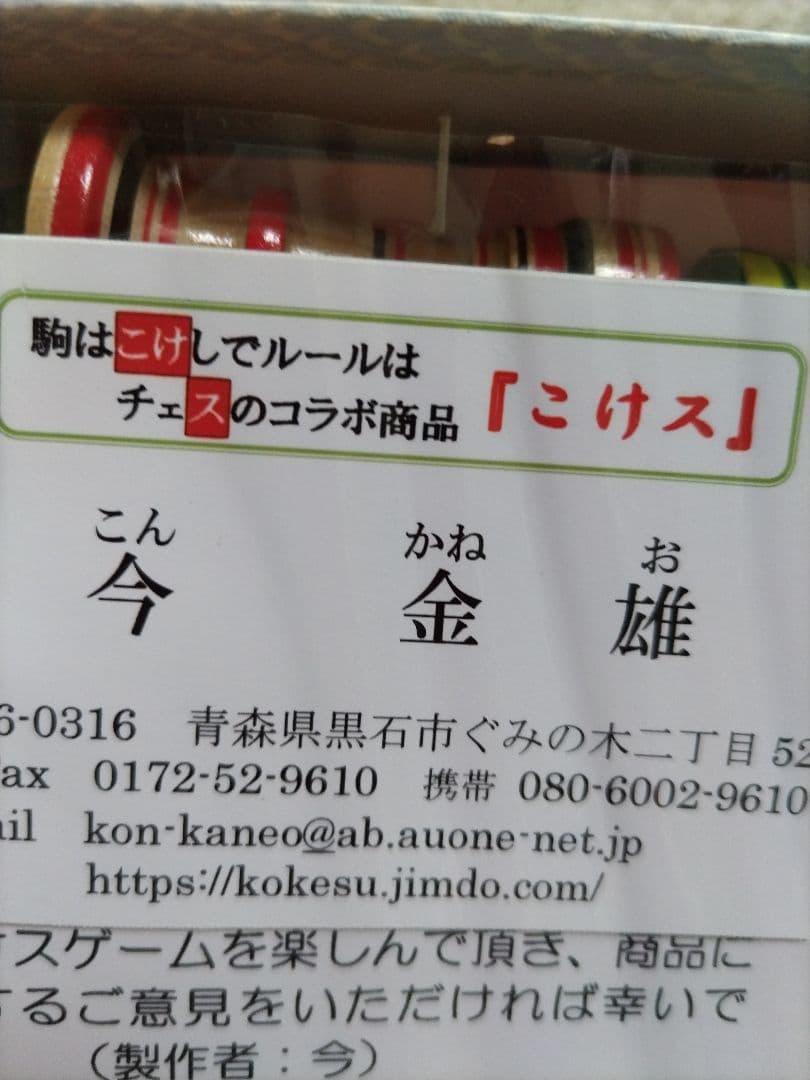 駒はこけしでルールは
チェスのコラボ商品
『こけス』
こん かね お
今 金 雄
6-0316 青森県黒石市ぐみの木二丁目52
ax 0172-52-9610 携帯 080-6002-9610
il kon-kaneo@ab.auone-net.jp
https://kokesu.jimdo.com/
スゲームを楽しんで頂き、商品に
するご意見をいただければ幸いで
（製作者：今）